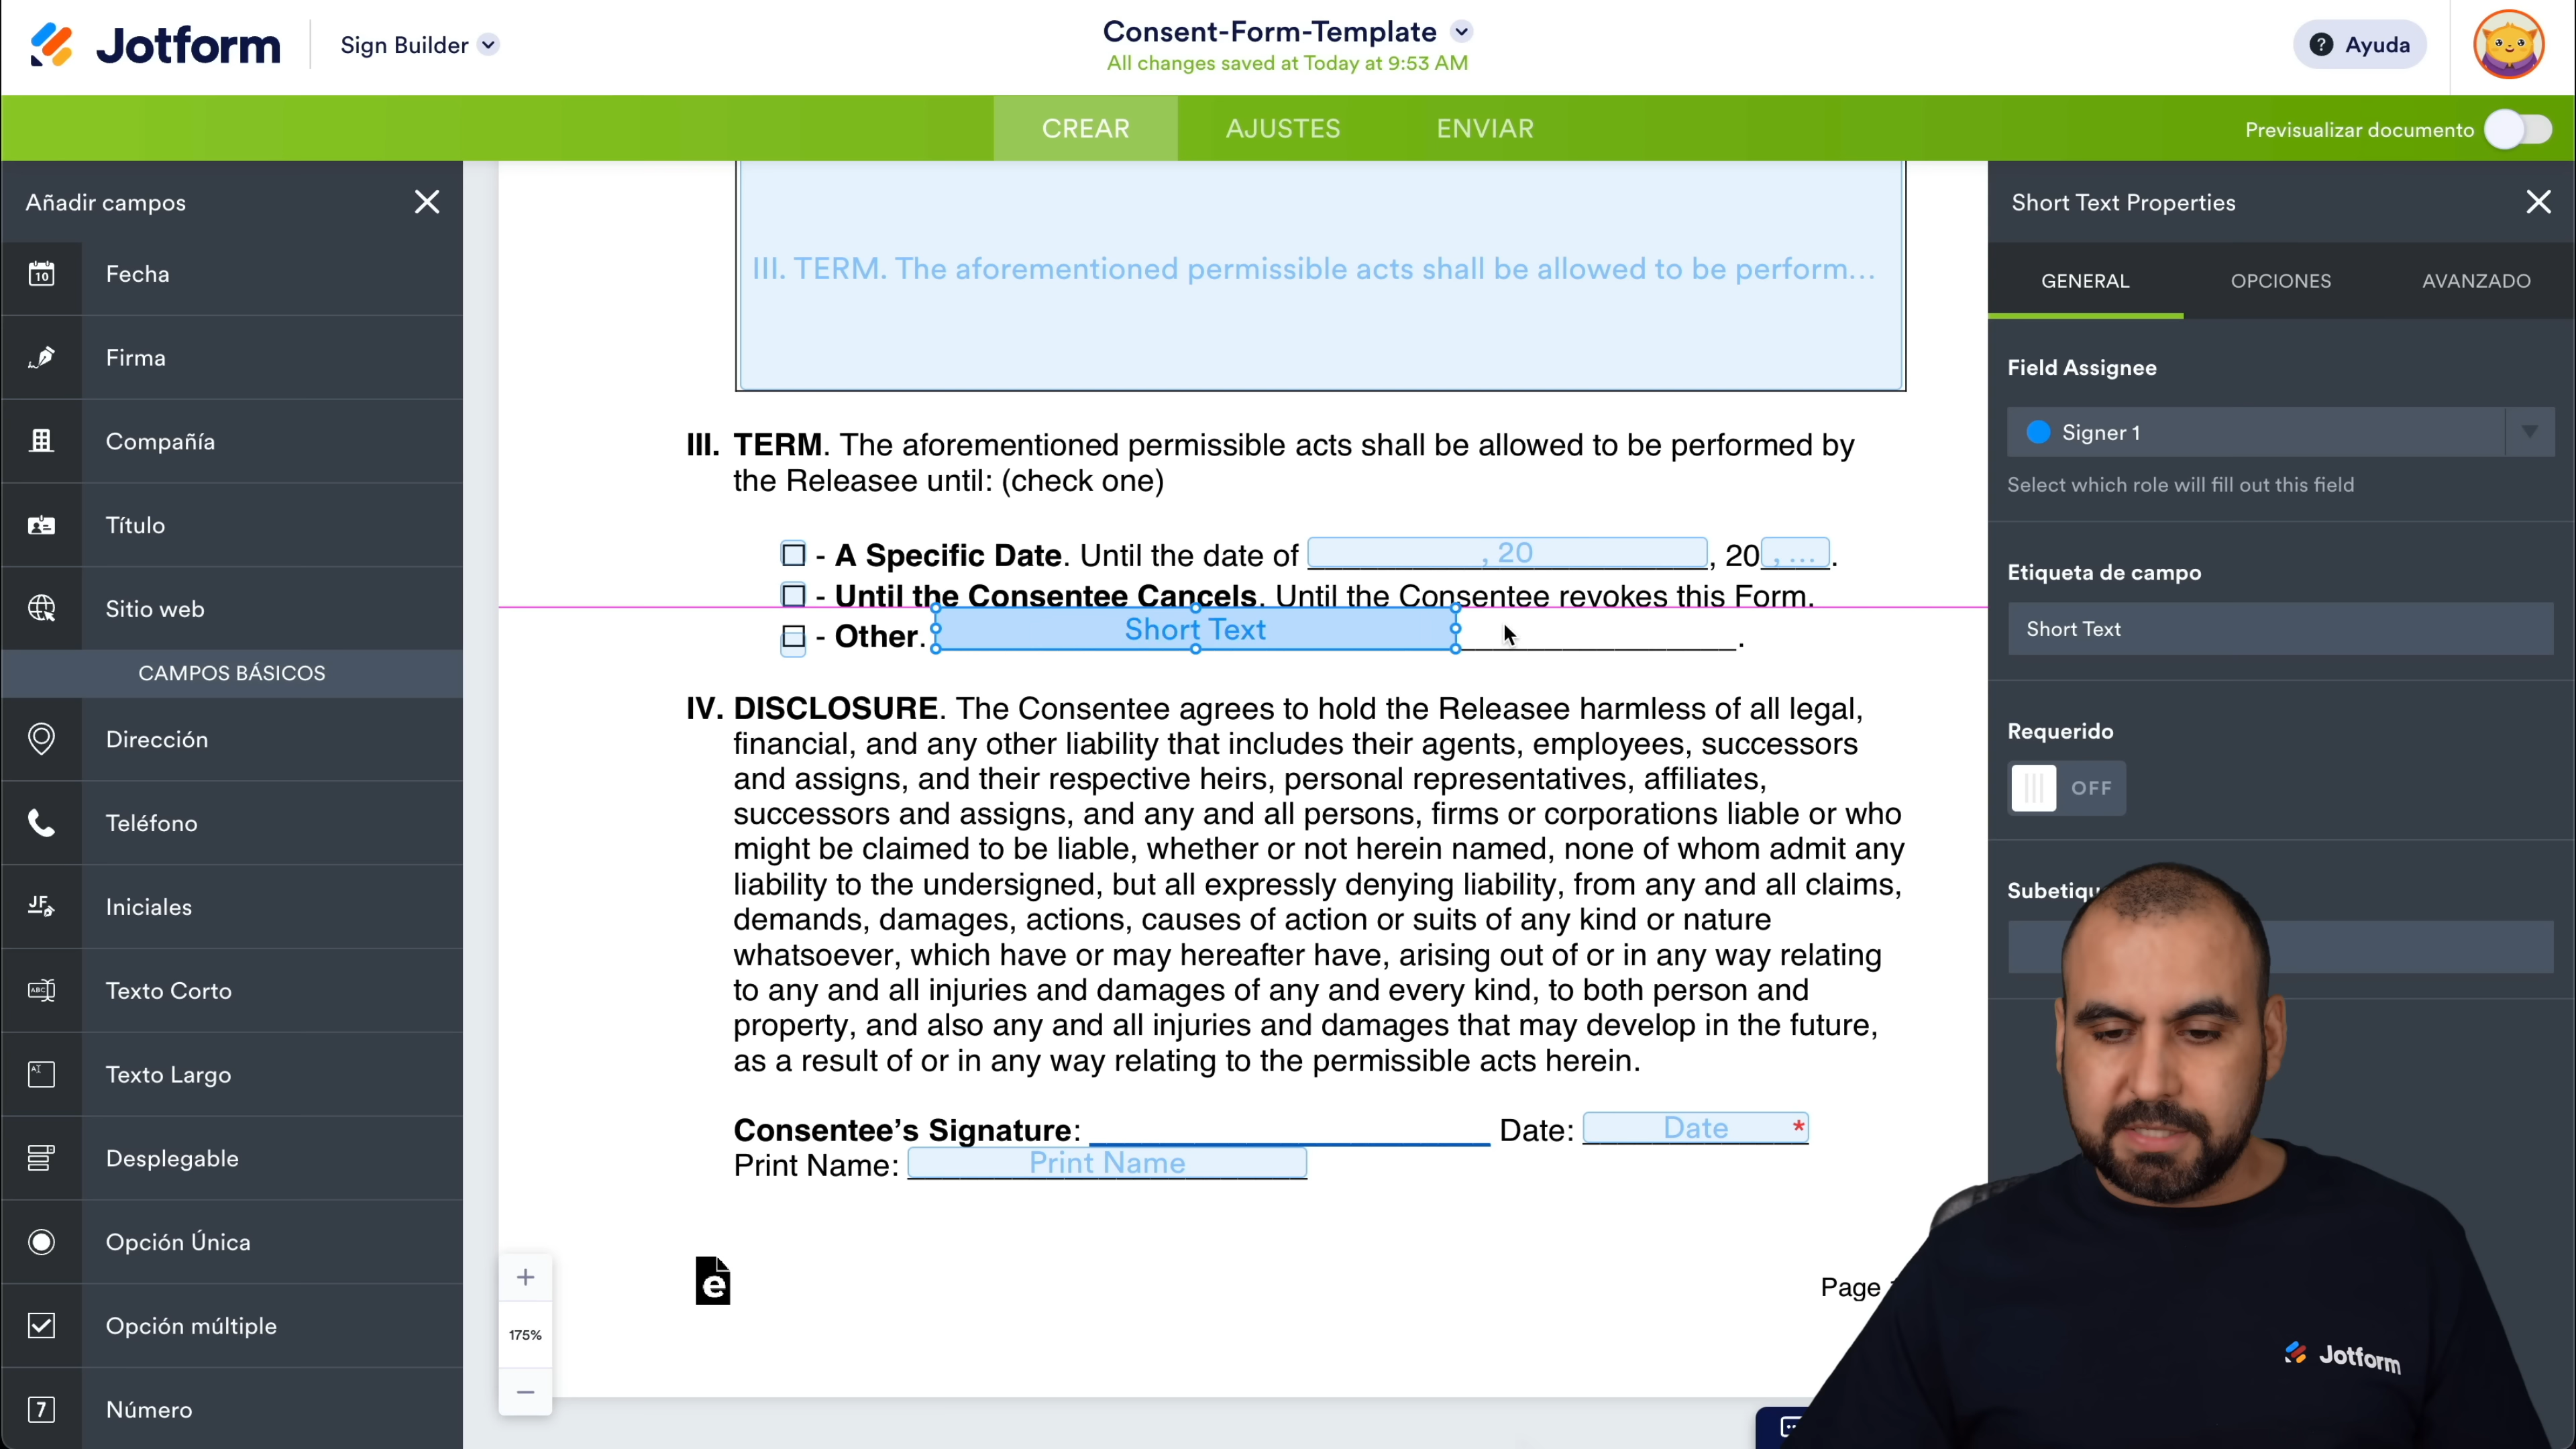 Jotform
Sign Builder
Consent-Form-Template
All changes saved at Today at 9:53 AM
Ayuda
CREAR
AJUSTES
ENVIAR
Previsualizar documento
Añadir campos
Fecha
Firma
Compañía
Título
Sitio web
CAMPOS BÁSICOS
Dirección
Teléfono
Iniciales
Texto Corto
Texto Largo
Desplegable
Opción Única
Opción múltiple
Número
III. TERM. The aforementioned permissible acts shall be allowed to be perform...
III. TERM. The aforementioned permissible acts shall be allowed to be performed by
the Releasee until: (check one)
- A Specific Date. Until the date of , 20 , 20 , ... .
- Until the Consentee Cancels. Until the Consentee revokes this Form.
- Other. Short Text .
IV. DISCLOSURE. The Consentee agrees to hold the Releasee harmless of all legal,
financial, and any other liability that includes their agents, employees, successors
and assigns, and their respective heirs, personal representatives, affiliates,
successors and assigns, and any and all persons, firms or corporations liable or who
might be claimed to be liable, whether or not herein named, none of whom admit any
liability to the undersigned, but all expressly denying liability, from any and all claims,
demands, damages, actions, causes of action or suits of any kind or nature
whatsoever, which have or may hereafter have, arising out of or in any way relating
to any and all injuries and damages of any and every kind, to both person and
property, and also any and all injuries and damages that may develop in the future,
as a result of or in any way relating to the permissible acts herein.
Consentee's Signature: Date: Date *
Print Name: Print Name
e
Page
175%
Short Text Properties
GENERAL
OPCIONES
AVANZADO
Field Assignee
Signer 1
Select which role will fill out this field
Etiqueta de campo
Short Text
Requerido
OFF
Jotform